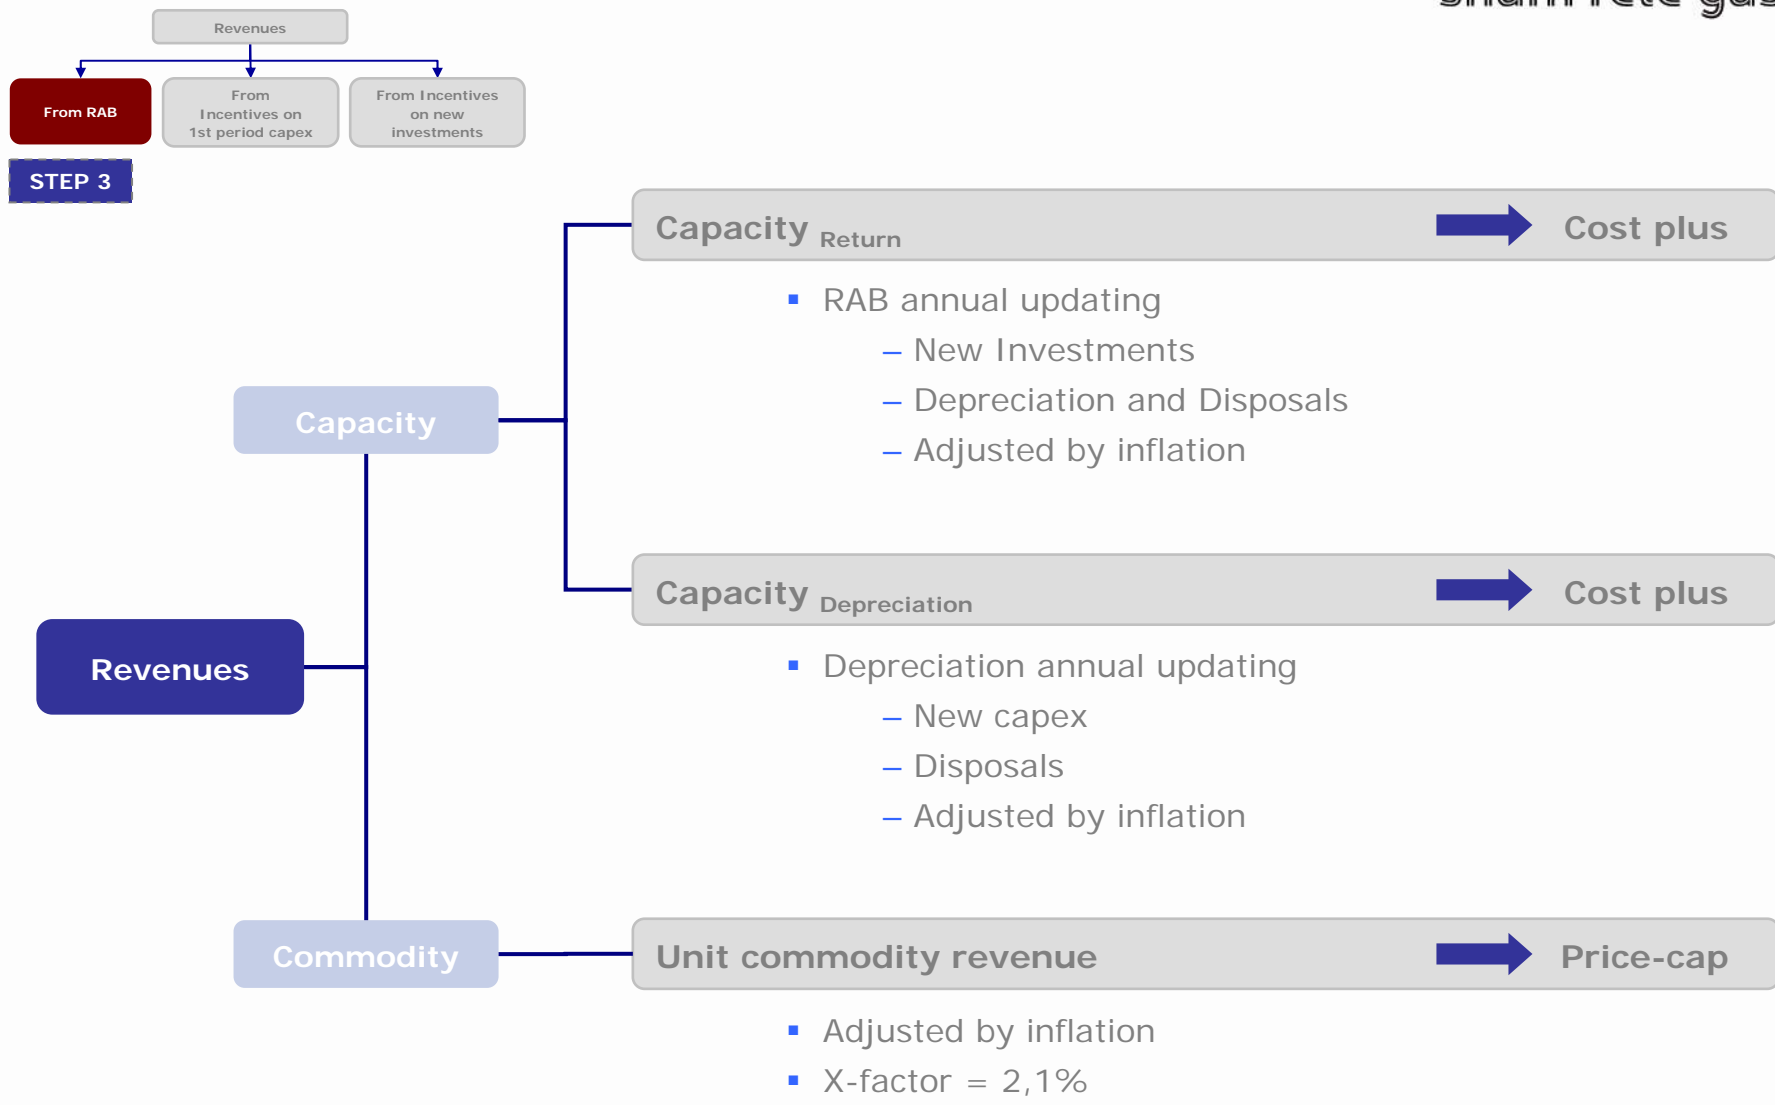 Revenues
From RAB
From
Incentives on
1st period capex
From Incentives
on new
investments
STEP 3
Capacity Return
Cost plus
RAB annual updating
– New Investments
– Depreciation and Disposals
– Adjusted by inflation
Capacity
Capacity Depreciation
Cost plus
Revenues
Depreciation annual updating
– New capex
– Disposals
– Adjusted by inflation
Commodity
Unit commodity revenue
Price-cap
Adjusted by inflation
X-factor = 2,1%